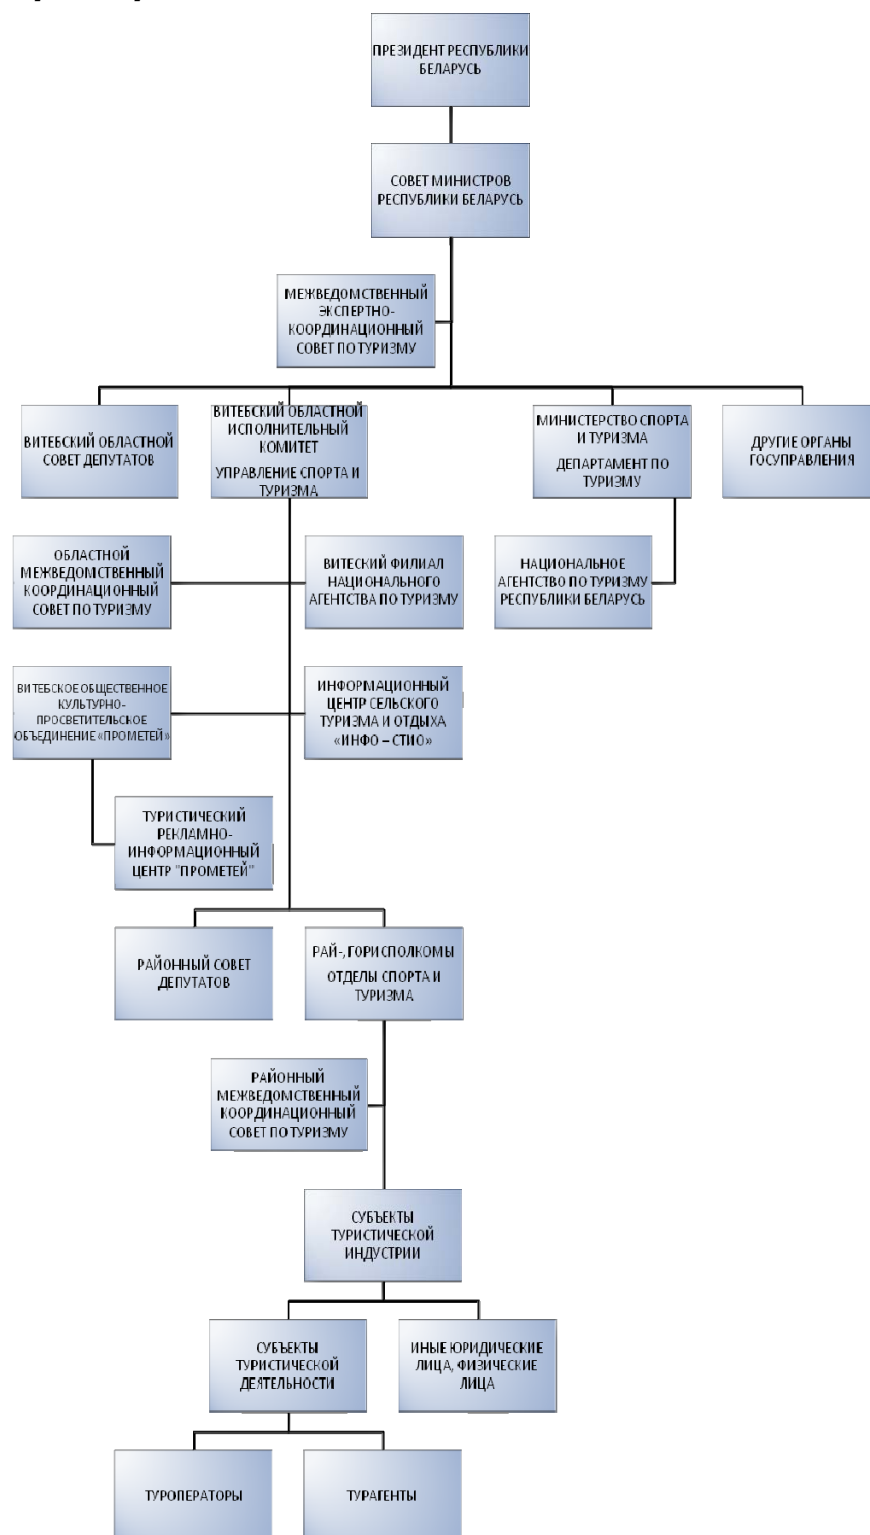 ПРЕЗИДЕНТ РЕСПУБЛИКИ
БЕЛАРУСЬ
СОВЕТ МИНИСТРОВ
РЕСПУБЛИКИ БЕЛАРУСЬ
МЕЖВЕДОМСТВЕННЫЙ
ЭКСПЕРТНО-
КООРДИНАЦИОННЫЙ
СОВЕТ ПО ТУРИЗМУ
ВИТЕБСКИЙ ОБЛАСТНОЙ
СОВЕТ ДЕПУТАТОВ
ВИТЕБСКИЙ ОБЛАСТНОЙ
ИСПОЛНИТЕЛЬНЫЙ
КОМИТЕТ
УПРАВЛЕНИЕ СПОРТА И
ТУРИЗМА
МИНИСТЕРСТВО СПОРТА
И ТУРИЗМА
ДЕПАРТАМЕНТ ПО
ТУРИЗМУ
ДРУГИЕ ОРГАНЫ
ГОСУПРАВЛЕНИЯ
ОБЛАСТНОЙ
МЕЖВЕДОМСТВЕННЫЙ
КООРДИНАЦИОННЫЙ
СОВЕТ ПО ТУРИЗМУ
ВИТЕСКИЙ ФИЛИАЛ
НАЦИОНАЛЬНОГО
АГЕНТСТВА ПО ТУРИЗМУ
НАЦИОНАЛЬНОЕ
АГЕНТСТВО ПО ТУРИЗМУ
РЕСПУБЛИКИ БЕЛАРУСЬ
ВИТЕБСКОЕ ОБЩЕСТВЕННОЕ
КУЛЬТУРНО-
ПРОСВЕТИТЕЛЬСКОЕ
ОБЪЕДИНЕНИЕ «ПРОМЕТЕЙ»
ИНФОРМАЦИОННЫЙ
ЦЕНТР СЕЛЬСКОГО
ТУРИЗМА И ОТДЫХА
«ИНФО – СТИО»
ТУРИСТИЧЕСКИЙ
РЕКЛАМНО-
ИНФОРМАЦИОННЫЙ
ЦЕНТР "ПРОМЕТЕЙ"
РАЙОННЫЙ СОВЕТ
ДЕПУТАТОВ
РАЙ-, ГОРИСПОЛКОМЫ
ОТДЕЛЫ СПОРТА И
ТУРИЗМА
РАЙОННЫЙ
МЕЖВЕДОМСТВЕННЫЙ
КООРДИНАЦИОННЫЙ
СОВЕТ ПО ТУРИЗМУ
СУБЪЕКТЫ
ТУРИСТИЧЕСКОЙ
ИНДУСТРИИ
СУБЪЕКТЫ
ТУРИСТИЧЕСКОЙ
ДЕЯТЕЛЬНОСТИ
ИНЫЕ ЮРИДИЧЕСКИЕ
ЛИЦА, ФИЗИЧЕСКИЕ
ЛИЦА
ТУРОПЕРАТОРЫ
ТУРАГЕНТЫ